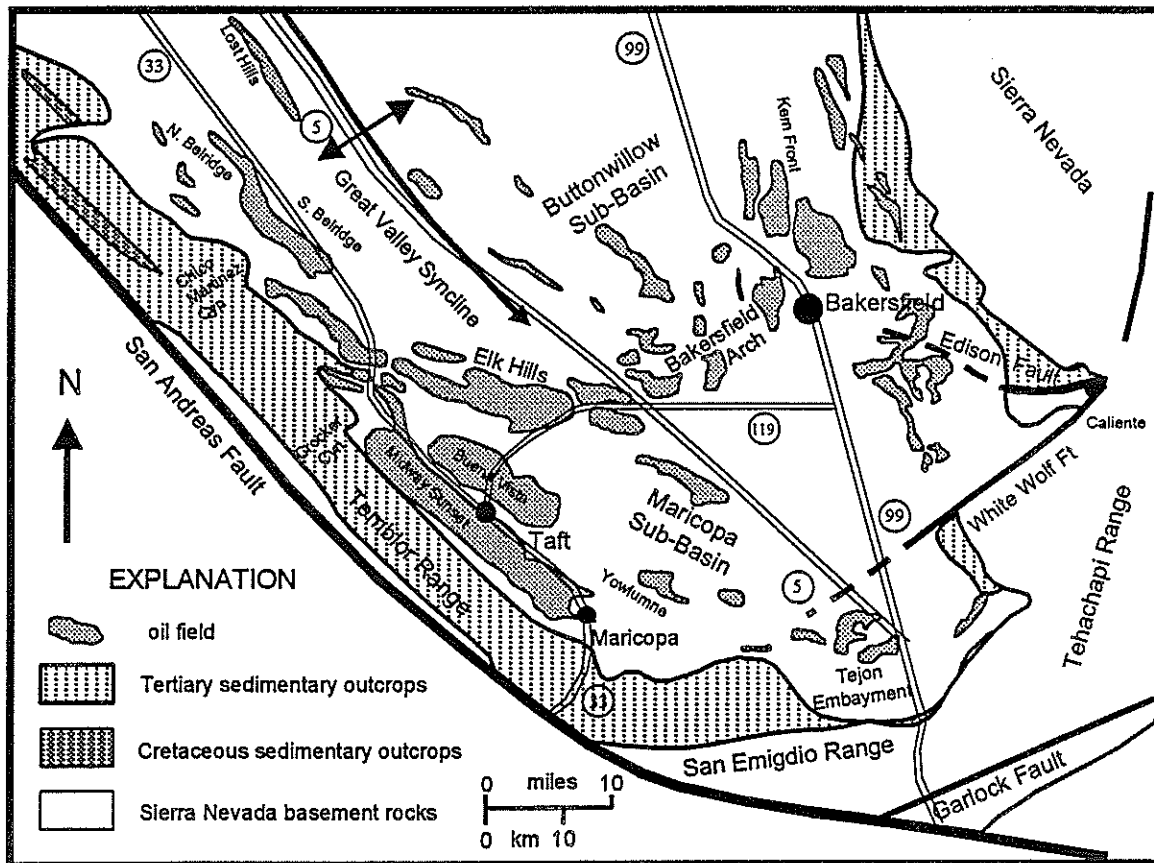 33
Lost Hills
99
5
N. Belridge
Kern Front
Sierra Nevada
Buttonwillow
Sub-Basin
Great Valley Syncline
S. Belridge
Bakersfield
Bakersfield
Arch
Edison
Fault
Elk Hills
N
San Andreas Fault
119
Caliente
White Wolf Ft
Buena Vista
Midway Sunset
Maricopa
Sub-Basin
99
Taft
Temblor Range
Tehachapi Range
EXPLANATION
oil field
Tertiary sedimentary outcrops
Cretaceous sedimentary outcrops
Sierra Nevada basement rocks
Yowlumne
5
Maricopa
Tejon
Embayment
33
San Emigdio Range
Garlock Fault
0 miles 10
0 km 10